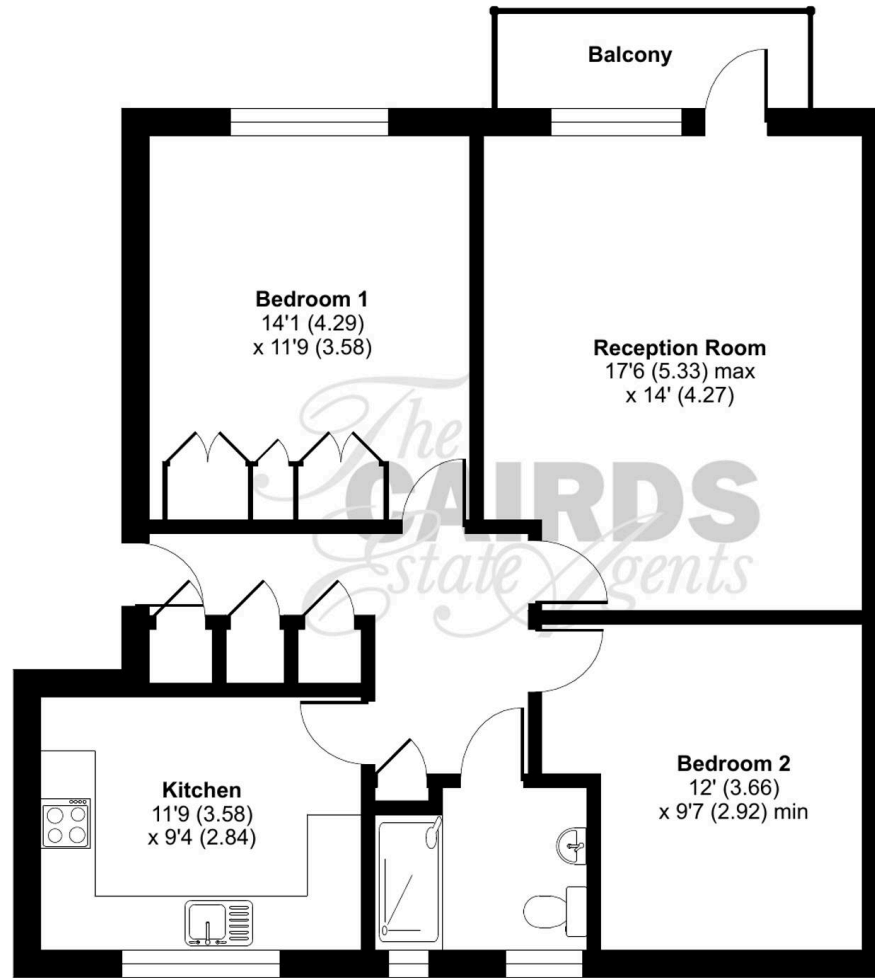 Balcony
Bedroom 1
14'1 (4.29)
x 11'9 (3.58)
Reception Room
17'6 (5.33) max
x 14' (4.27)
The
CAIRDS
Estate Agents
Kitchen
11'9 (3.58)
x 9'4 (2.84)
Bedroom 2
12' (3.66)
x 9'7 (2.92) min